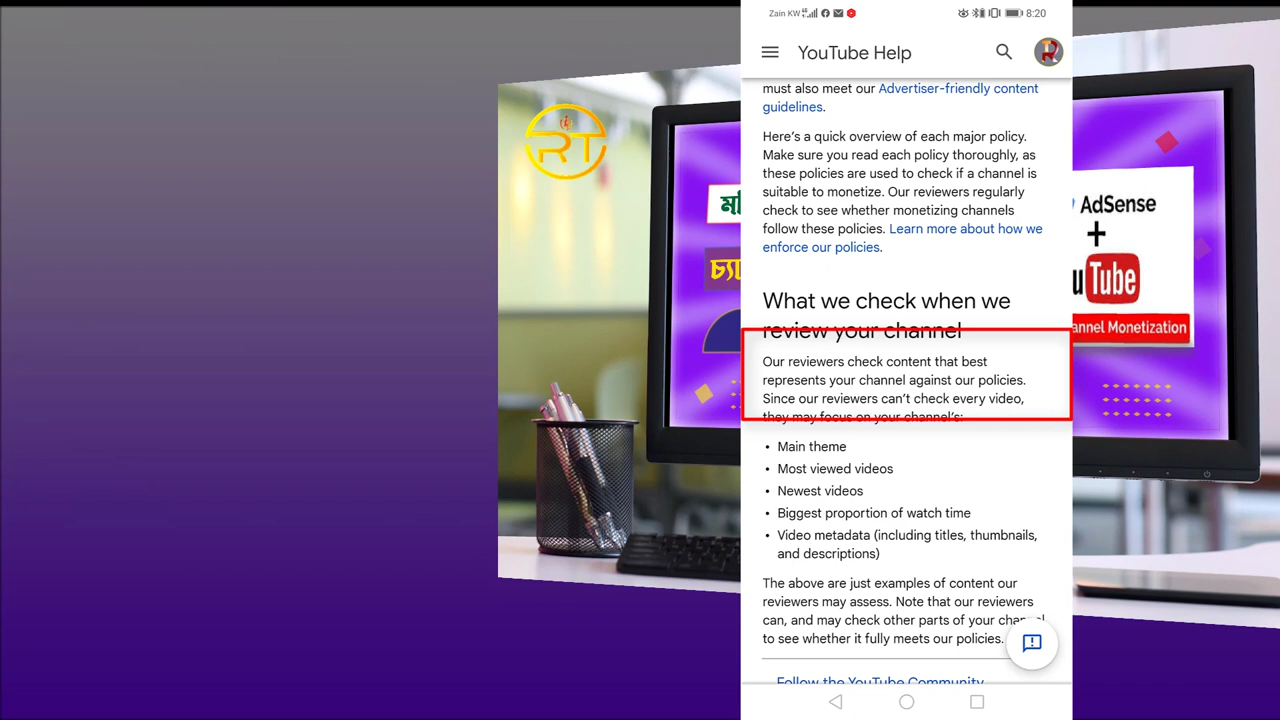 Zain KW 8:20
YouTube Help
must also meet our Advertiser-friendly content
guidelines.
Here's a quick overview of each major policy.
Make sure you read each policy thoroughly, as
these policies are used to check if a channel is
suitable to monetize. Our reviewers regularly
check to see whether monetizing channels
follow these policies. Learn more about how we
enforce our policies.
What we check when we
review your channel
Our reviewers check content that best
represents your channel against our policies.
Since our reviewers can't check every video,
they may focus on your channel's:
• Main theme
• Most viewed videos
• Newest videos
• Biggest proportion of watch time
• Video metadata (including titles, thumbnails,
and descriptions)
The above are just examples of content our
reviewers may assess. Note that our reviewers
can, and may check other parts of your channel
to see whether it fully meets our policies.
Follow the YouTube Community
RT
AdSense
+
Tube
annel Monetization